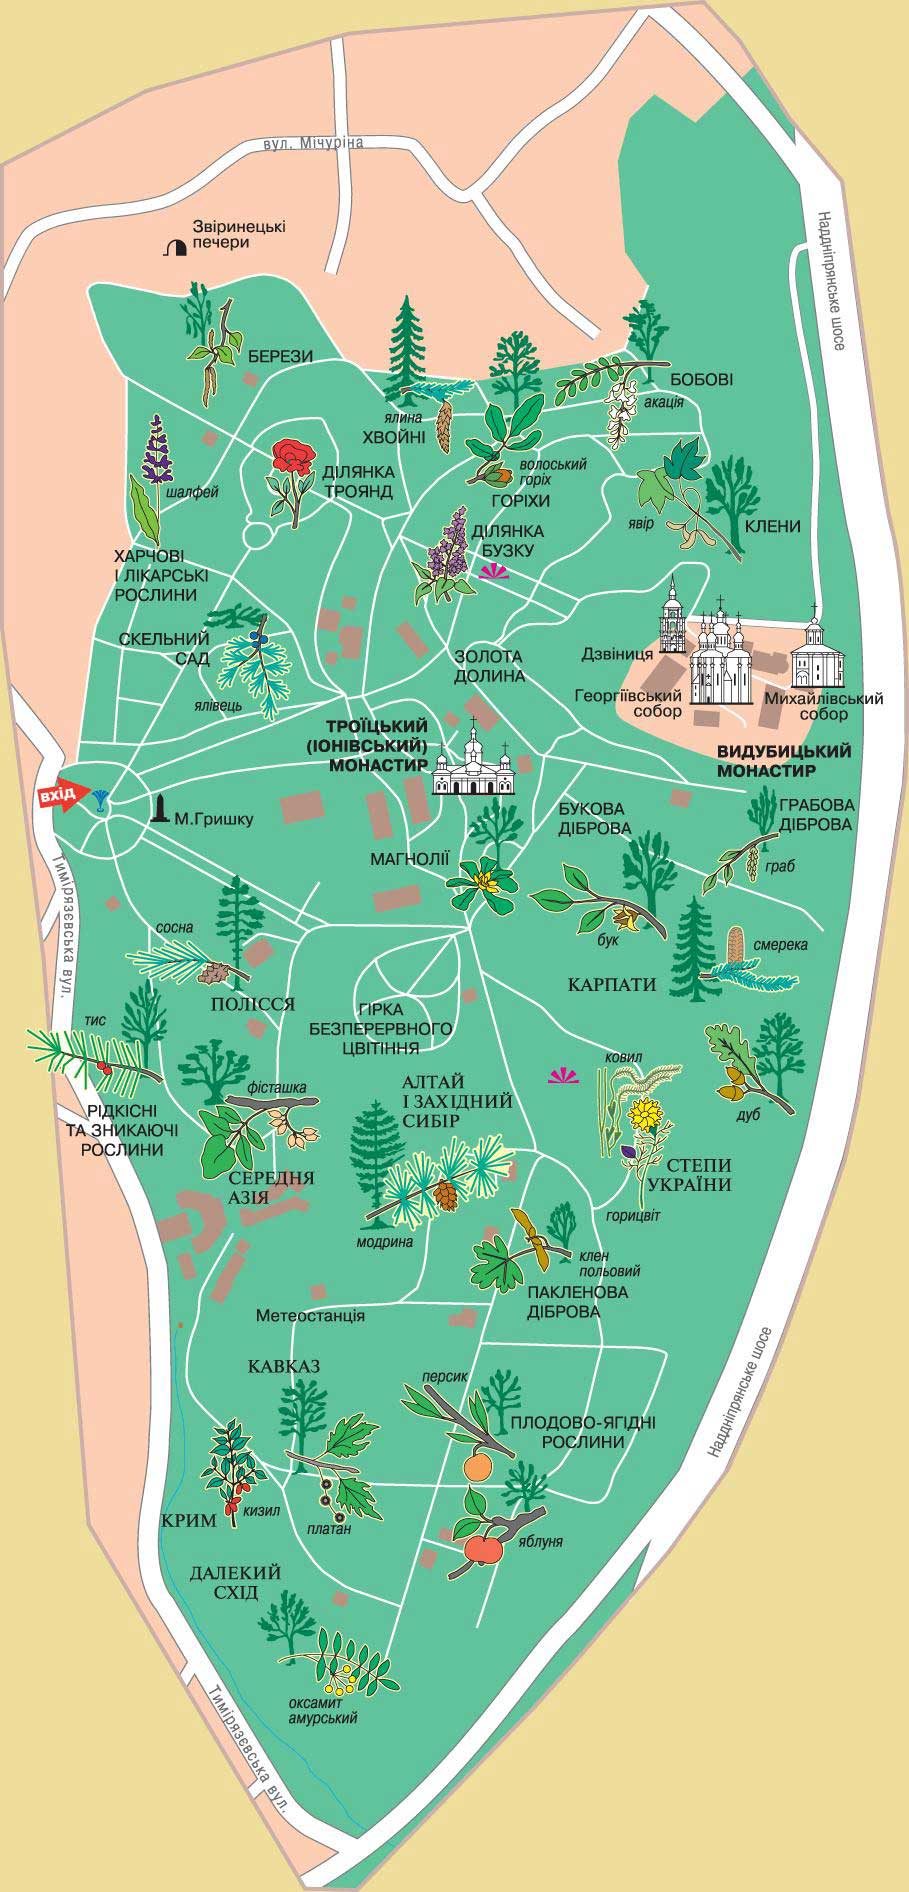 вул. Мічуріна
Звіринецькі
печери
Наддніпрянське шосе
БЕРЕЗИ
ялина
ХВОЙНІ
БОБОВІ
акація
шалфей
ДІЛЯНКА
ТРОЯНД
волоський
горіх
ГОРІХИ
явір
КЛЕНИ
ДІЛЯНКА
БУЗКУ
ХАРЧОВІ
І ЛІКАРСЬКІ
РОСЛИНИ
СКЕЛЬНИЙ
САД
ялівець
ЗОЛОТА
ДОЛИНА
Дзвіниця
Георгіївський
собор
Михайлівський
собор
ТРОЇЦЬКИЙ
(ІОНІВСЬКИЙ)
МОНАСТИР
ВИДУБИЦЬКИЙ
МОНАСТИР
вхід
М.Гришку
БУКОВА
ДІБРОВА
ГРАБОВА
ДІБРОВА
граб
МАГНОЛІЇ
Тимірязєвська вул.
сосна
бук
смерека
ПОЛІССЯ
КАРПАТИ
тис
ГІРКА
БЕЗПЕРЕРВНОГО
ЦВІТІННЯ
ковил
фісташка
АЛТАЙ
І ЗАХІДНИЙ
СИБІР
дуб
РІДКІСНІ
ТА ЗНИКАЮЧІ
РОСЛИНИ
СЕРЕДНЯ
АЗІЯ
СТЕПИ
УКРАЇНИ
горицвіт
модрина
клен
польовий
ПАКЛЕНОВА
ДІБРОВА
Метеостанція
Наддніпрянське шосе
КАВКАЗ
персик
ПЛОДОВО-ЯГІДНІ
РОСЛИНИ
кизил
КРИМ
платан
яблуня
ДАЛЕКИЙ
СХІД
оксамит
амурський
Тимірязєвська вул.